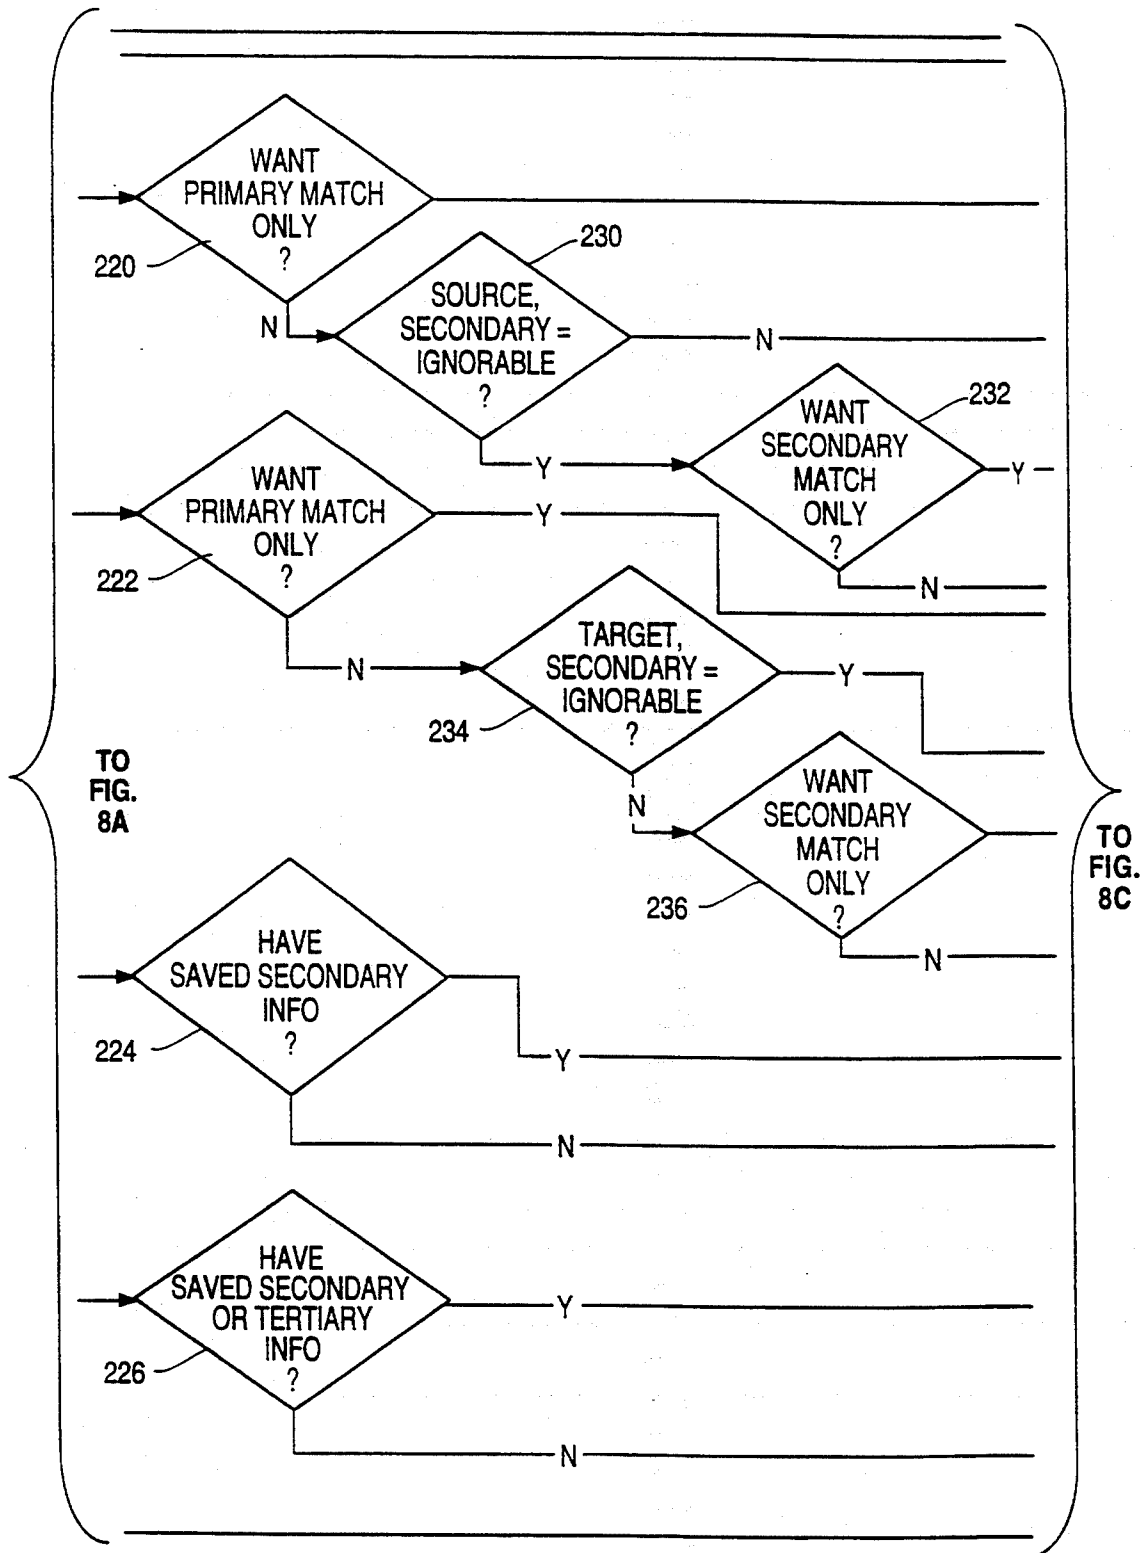 WANT
PRIMARY MATCH
ONLY
?
220
N
230
SOURCE,
SECONDARY =
IGNORABLE
?
N
Y
232
WANT
SECONDARY
MATCH
ONLY
?
Y
N
WANT
PRIMARY MATCH
ONLY
?
222
Y
N
TARGET,
SECONDARY =
IGNORABLE
?
234
Y
N
WANT
SECONDARY
MATCH
ONLY
?
236
N
TO
FIG.
8A
TO
FIG.
8C
HAVE
SAVED SECONDARY
INFO
?
224
Y
N
HAVE
SAVED SECONDARY
OR TERTIARY
INFO
?
226
Y
N